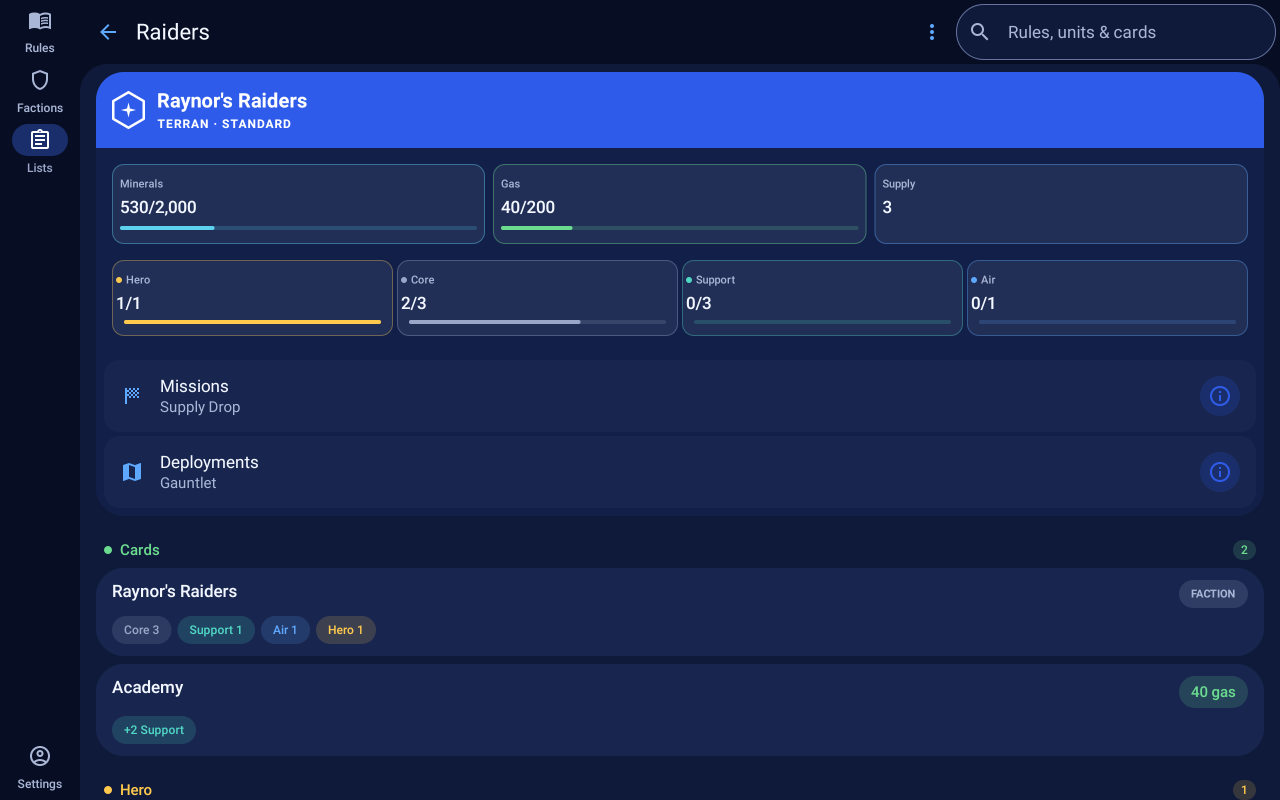 Rules
Factions
Lists
Settings
Raiders
Rules, units & cards
Raynor's Raiders
TERRAN · STANDARD
Minerals
530/2,000
Gas
40/200
Supply
3
Hero
1/1
Core
2/3
Support
0/3
Air
0/1
Missions
Supply Drop
Deployments
Gauntlet
Cards
2
Raynor's Raiders
FACTION
Core 3
Support 1
Air 1
Hero 1
Academy
40 gas
+2 Support
Hero
1